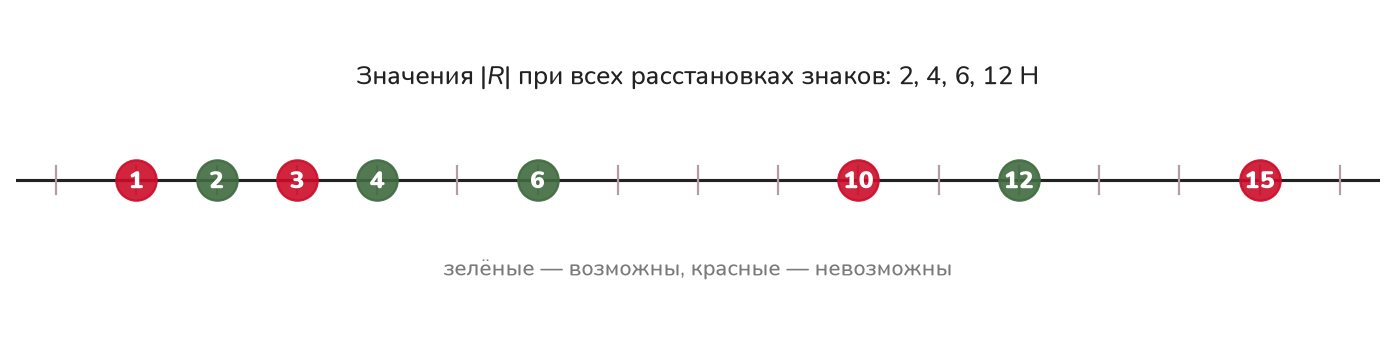 Значения |R| при всех расстановках знаков: 2, 4, 6, 12 Н
1 2 3 4 6 10 12 15
зелёные — возможны, красные — невозможны